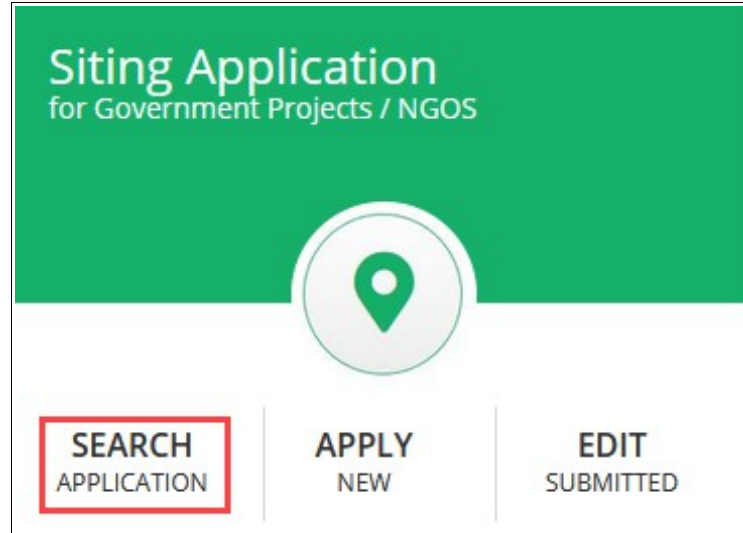 Siting Application
for Government Projects / NGOS
SEARCH
APPLICATION
APPLY
NEW
EDIT
SUBMITTED